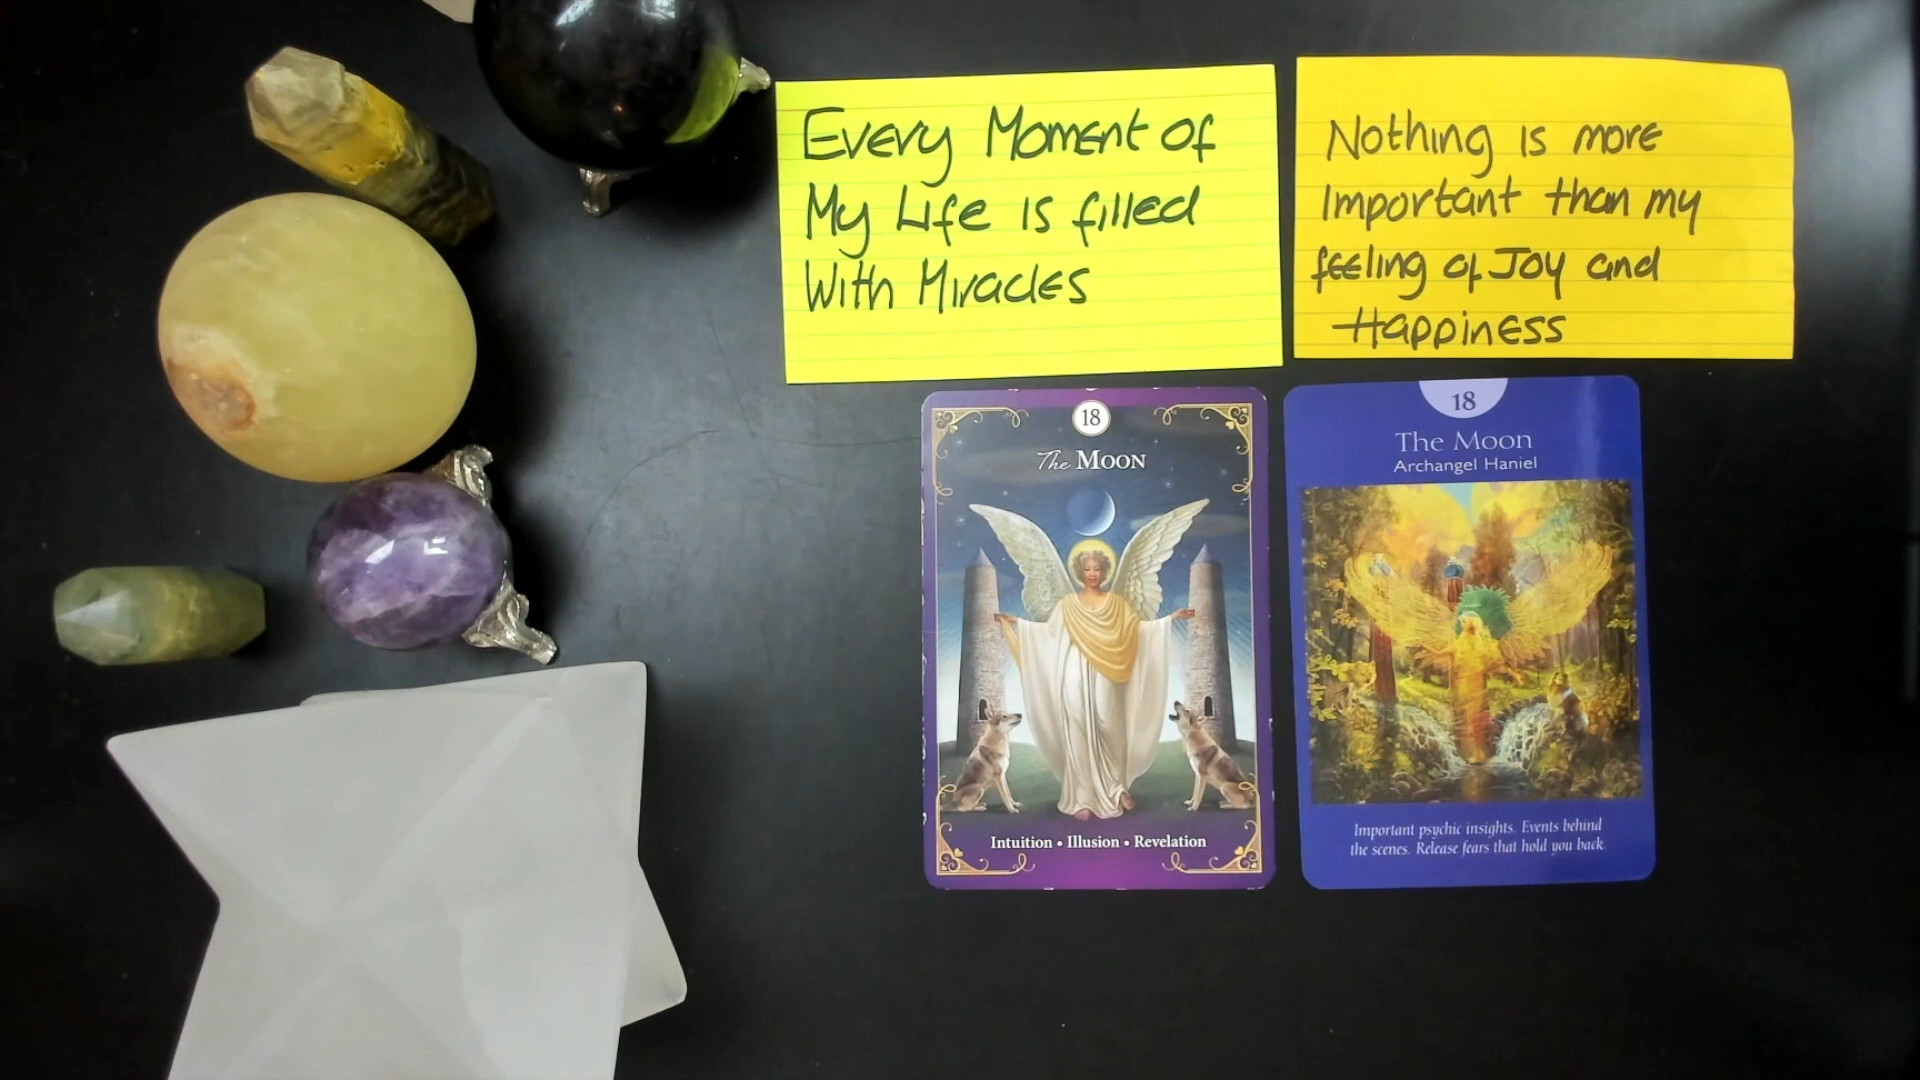 Every Moment of
My Life is filled
With Miracles
Nothing is more
Important than my
feeling of Joy and
Happiness
18
The Moon
Intuition • Illusion • Revelation
18
The Moon
Archangel Haniel
Important psychic insights. Events behind
the scenes. Release fears that hold you back.